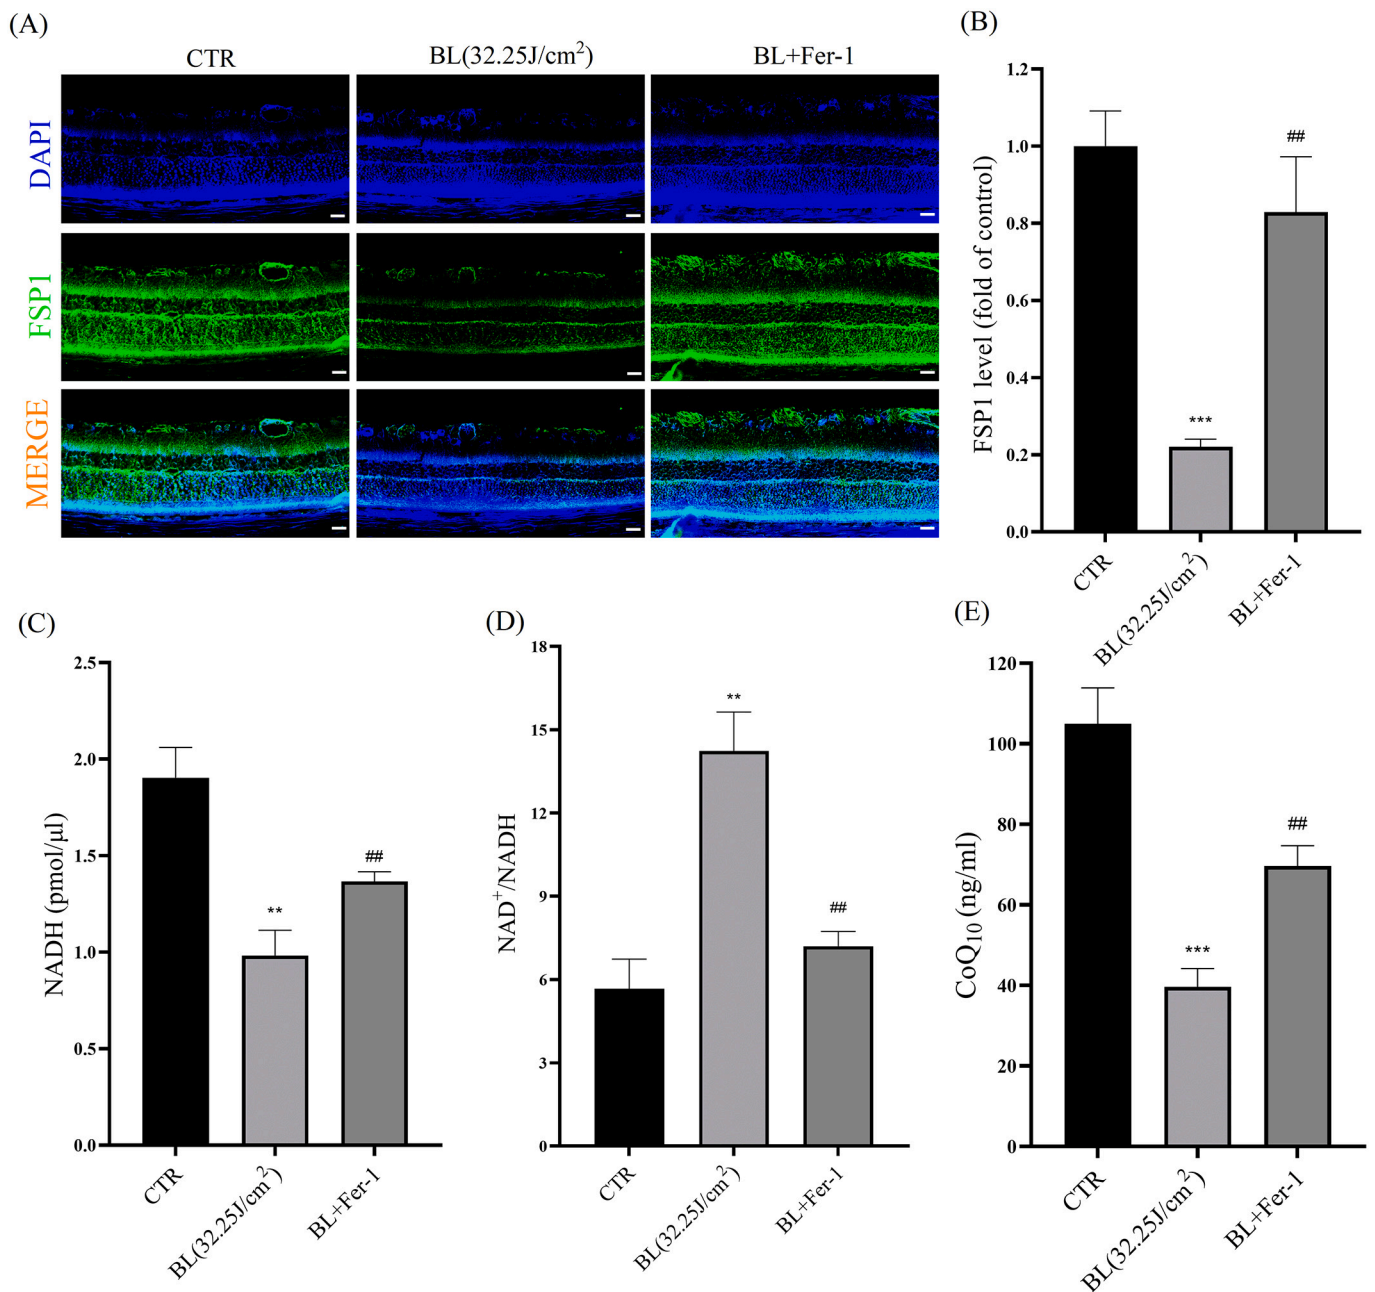 (A)
CTR
BL(32.25J/cm²)
BL+Fer-1
DAPI
FSP1
MERGE
(B)
FSP1 level (fold of control)
1.2
1.0
0.8
0.6
0.4
0.2
0.0
***
##
CTR
BL(32.25J/cm²)
BL+Fer-1
(C)
NADH (pmol/μl)
2.5
2.0
1.5
1.0
0.5
0.0
**
##
CTR
BL(32.25J/cm²)
BL+Fer-1
(D)
NAD⁺/NADH
18
15
12
9
6
3
0
**
##
CTR
BL(32.25J/cm²)
BL+Fer-1
(E)
CoQ₁₀ (ng/ml)
120
100
80
60
40
20
0
***
##
CTR
BL(32.25J/cm²)
BL+Fer-1